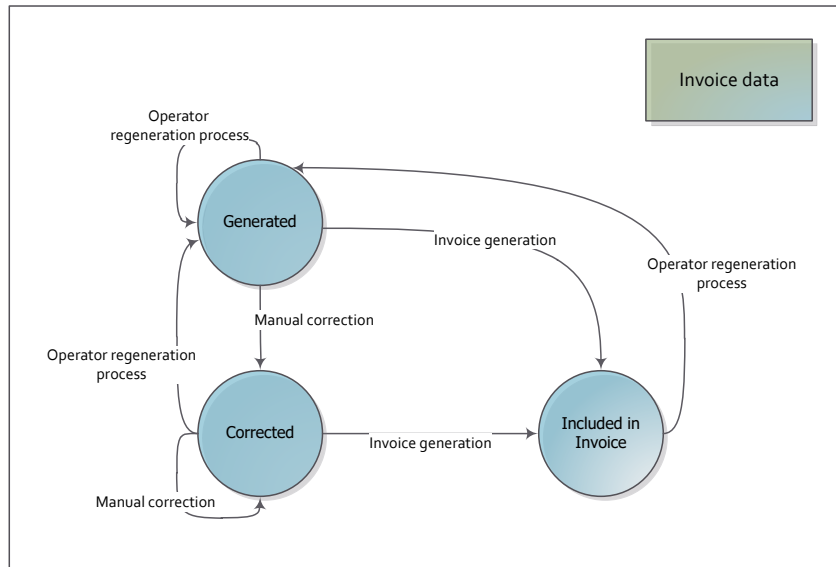 Invoice data
Operator
regeneration process
Generated
Invoice generation
Operator regeneration
process
Manual correction
Operator regeneration
process
Corrected
Invoice generation
Included in
Invoice
Manual correction